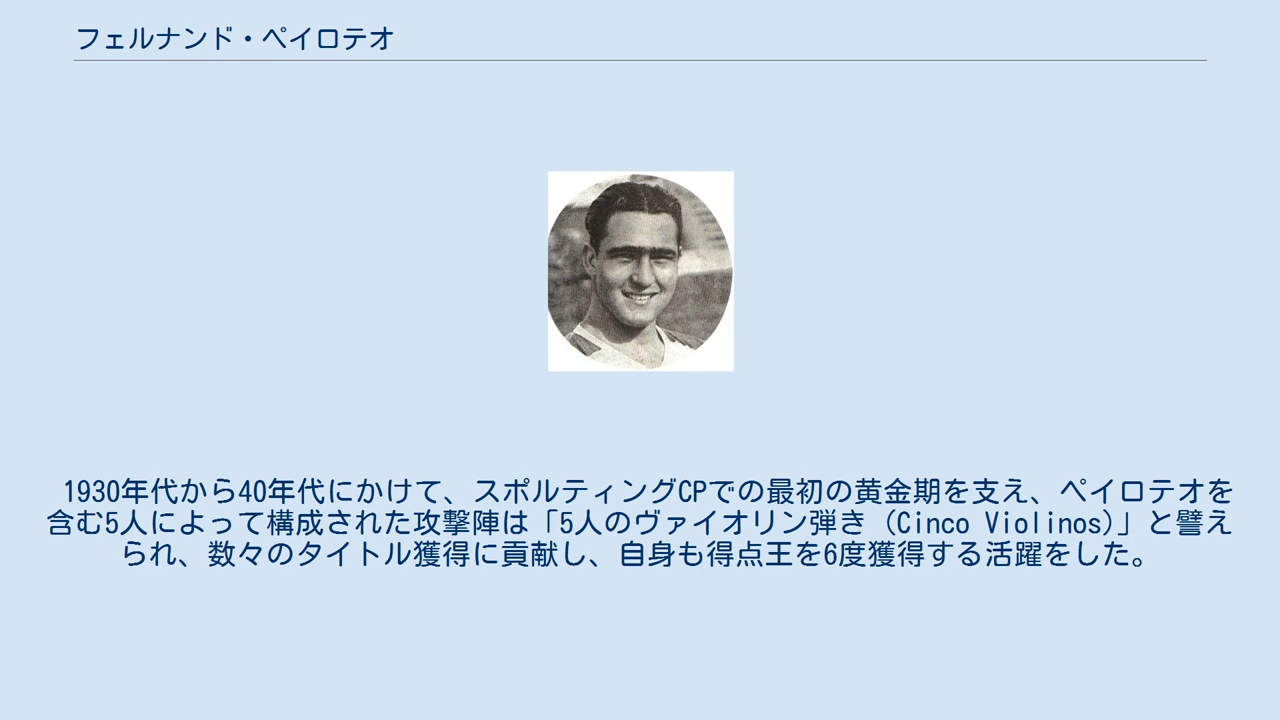 フェルナンド・ペイロテオ
1930年代から40年代にかけて、スポルティングCPでの最初の黄金期を支え、ペイロテオを
含む5人によって構成された攻撃陣は「5人のヴァイオリン弾き（Cinco Violinos)」と譬え
られ、数々のタイトル獲得に貢献し、自身も得点王を6度獲得する活躍をした。